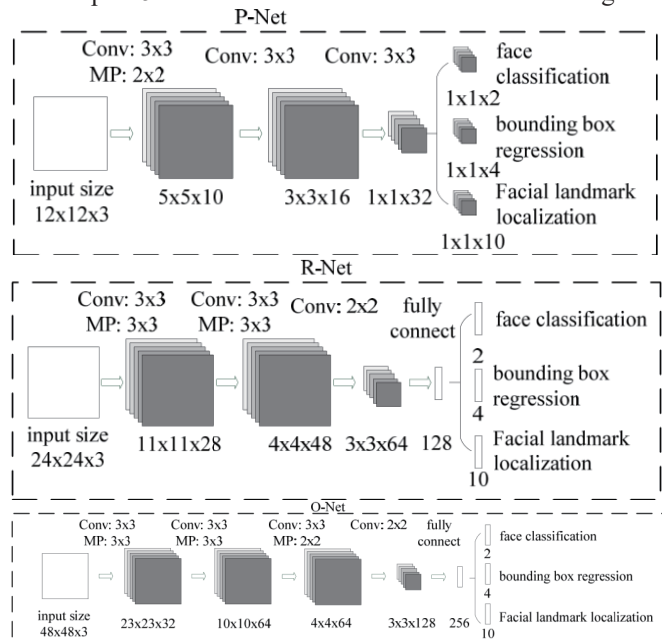 P-Net
Conv: 3x3
MP: 2x2
Conv: 3x3
Conv: 3x3
input size
12x12x3
5x5x10
3x3x16
1x1x32
face
classification
1x1x2
bounding box
regression
1x1x4
Facial landmark
localization
1x1x10
R-Net
Conv: 3x3
MP: 3x3
Conv: 3x3
MP: 3x3
Conv: 2x2
fully
connect
input size
24x24x3
11x11x28
4x4x48
3x3x64
128
face classification
2
bounding box
regression
4
Facial landmark
localization
10
O-Net
Conv: 3x3
MP: 3x3
Conv: 3x3
MP: 3x3
Conv: 3x3
MP: 2x2
Conv: 2x2
fully
connect
input size
48x48x3
23x23x32
10x10x64
4x4x64
3x3x128
256
face classification
2
bounding box regression
4
Facial landmark localization
10